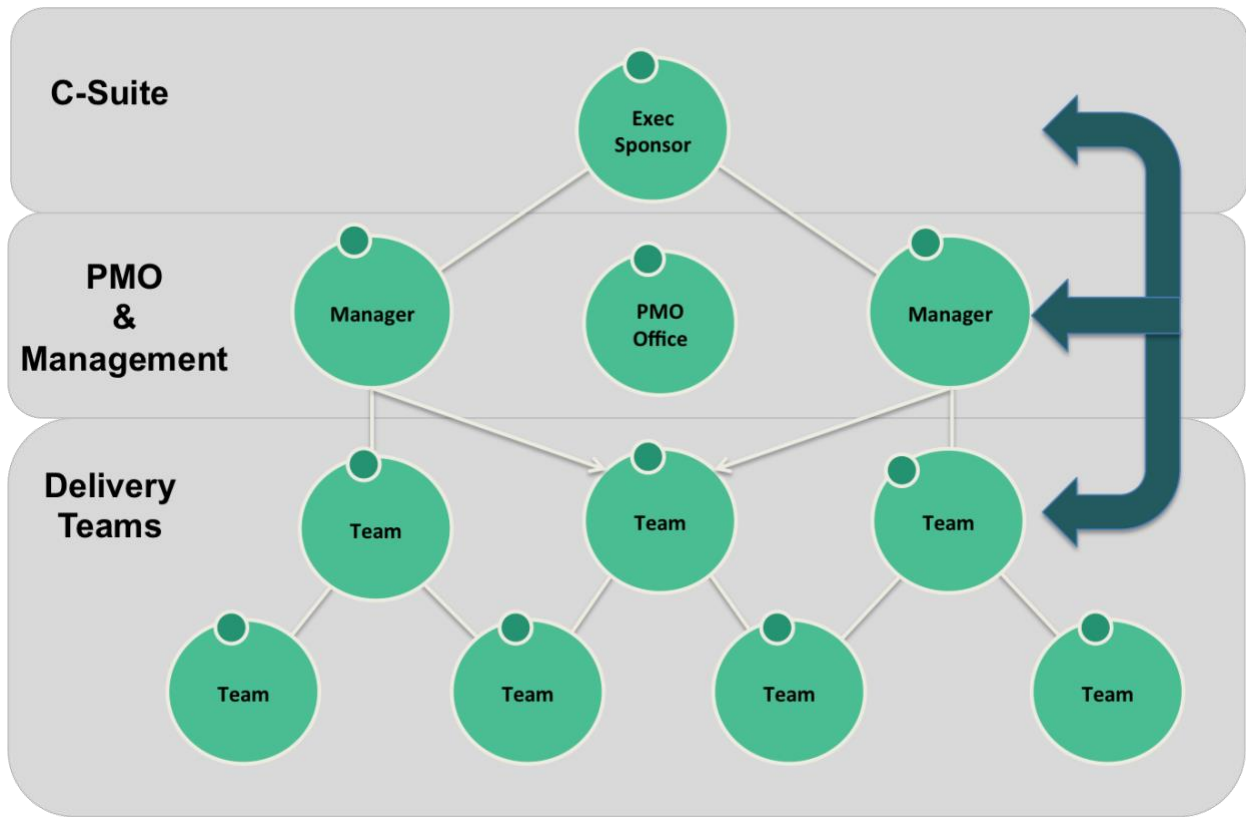 C-Suite
Exec
Sponsor
PMO
&
Management
Manager
PMO
Office
Manager
Delivery
Teams
Team
Team
Team
Team
Team
Team
Team